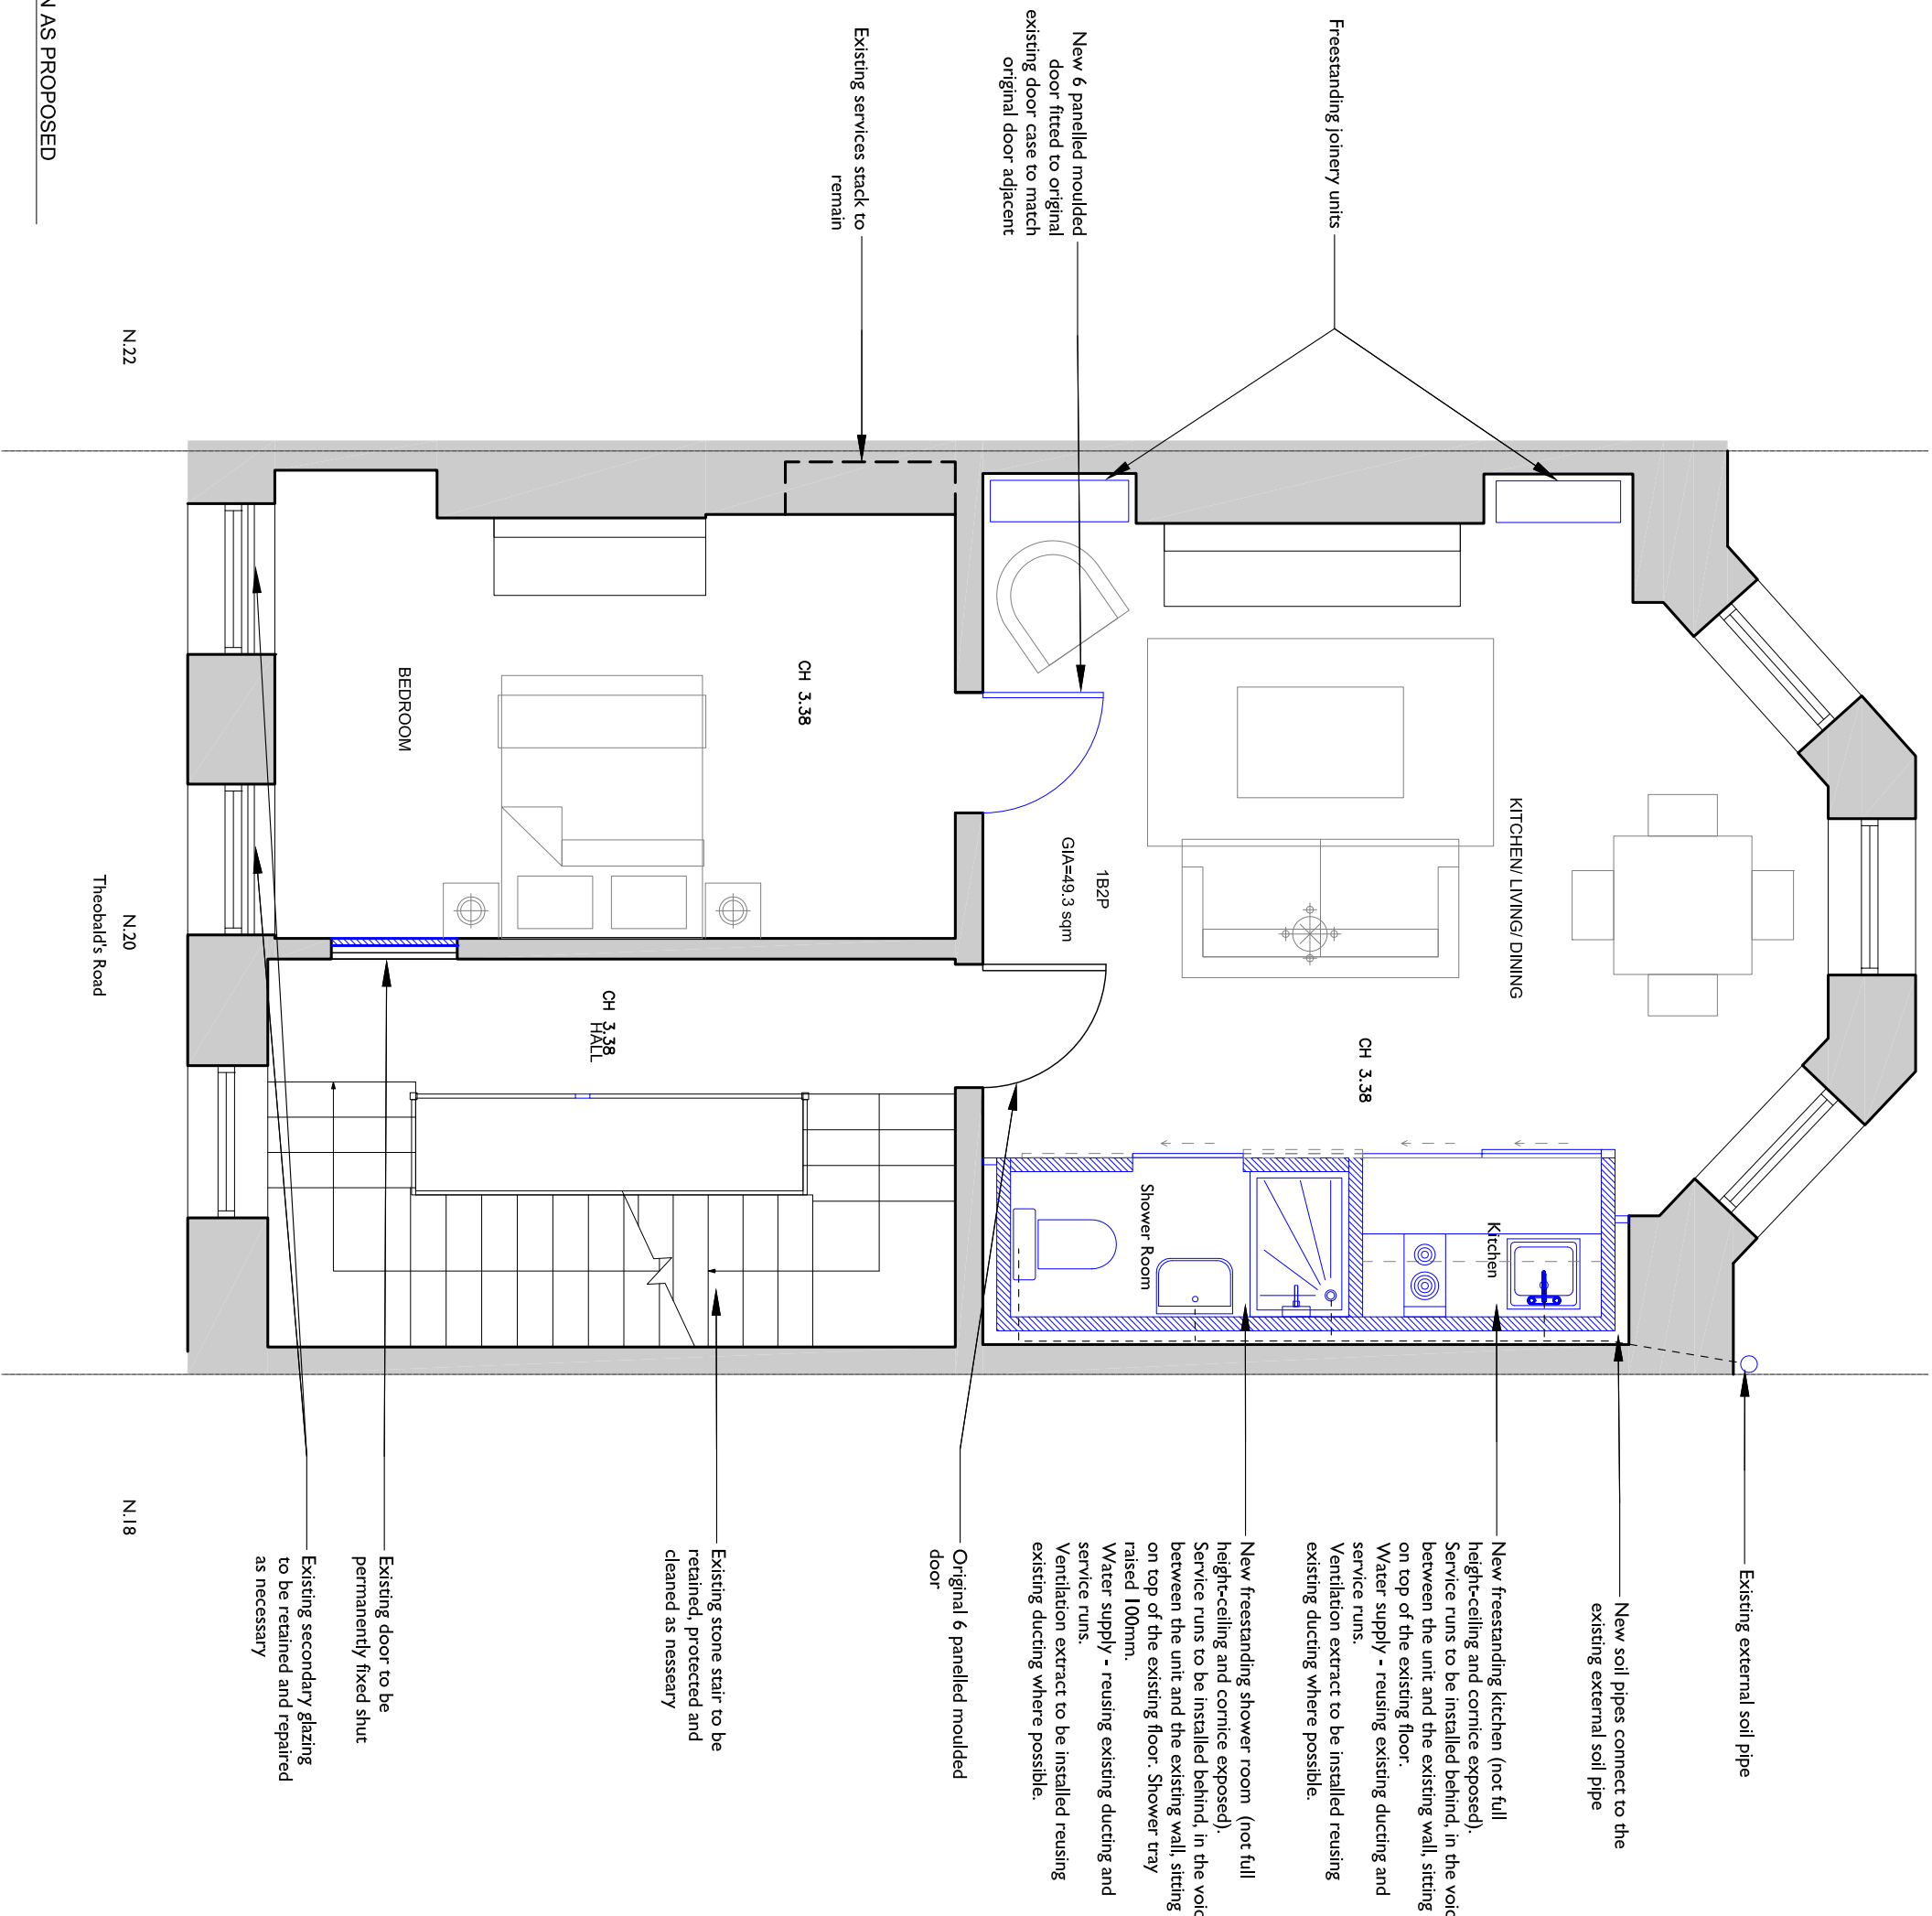 Freestanding joinery units
New 6 panelled moulded
door fitted to original
existing door case to match
original door adjacent
Existing services stack to
remain
N AS PROPOSED
N.22
N.20
Theobald's Road
N.18
KITCHEN/ LIVING/ DINING
CH 3.38
1B2P
GIA=49.3 sqm
CH 3.38
BEDROOM
CH 3.38
HALL
Kitchen
Shower Room
Existing external soil pipe
New soil pipes connect to the
existing external soil pipe
New freestanding kitchen (not full
height-ceiling and cornice exposed).
Service runs to be installed behind, in the voic
between the unit and the existing wall, sitting
on top of the existing floor.
Water supply - reusing existing ducting and
service runs.
Ventilation extract to be installed reusing
existing ducting where possible.
New freestanding shower room (not full
height-ceiling and cornice exposed).
Service runs to be installed behind, in the voic
between the unit and the existing wall, sitting
on top of the existing floor. Shower tray
raised 100mm.
Water supply - reusing existing ducting and
service runs.
Ventilation extract to be installed reusing
existing ducting where possible.
Original 6 panelled moulded
door
Existing stone stair to be
retained, protected and
cleaned as nesseary
Existing door to be
permanently fixed shut
Existing secondary glazing
to be retained and repaired
as necessary